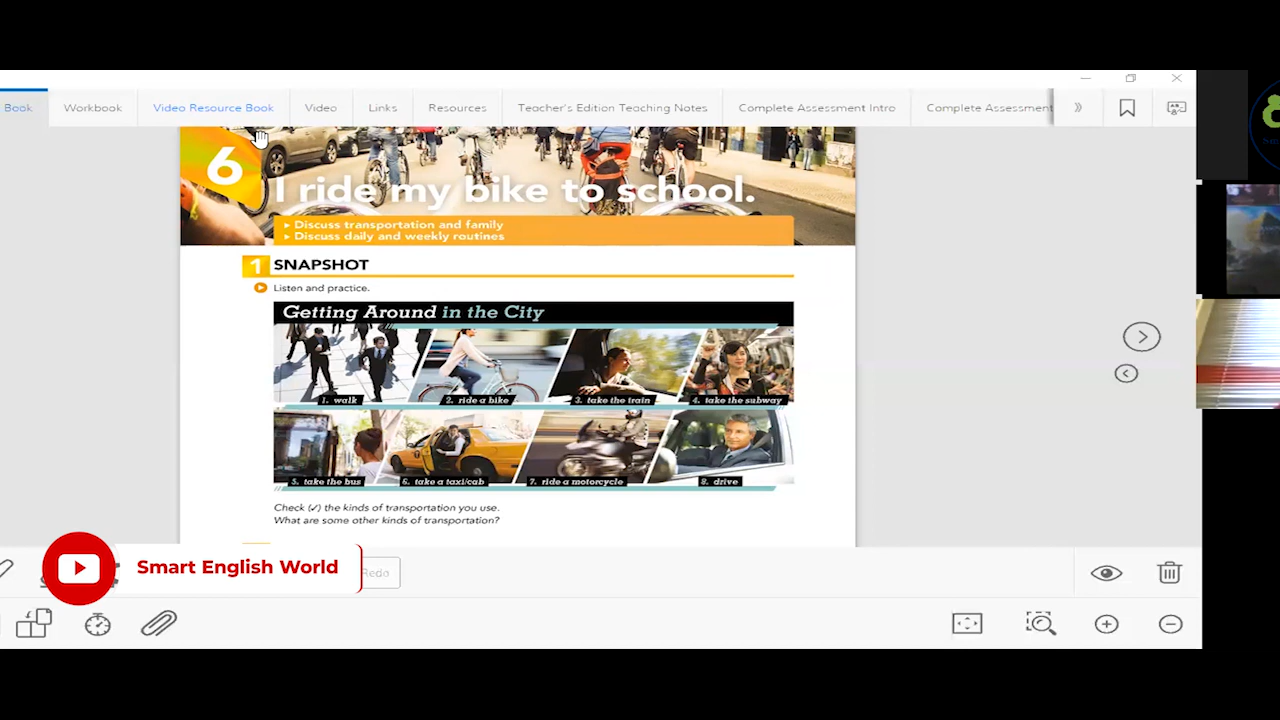 Book
Workbook
Video Resource Book
Video
Links
Resources
Teacher's Edition Teaching Notes
Complete Assessment Intro
Complete Assessment
6
I ride my bike to school.
▸ Discuss transportation and family
▸ Discuss daily and weekly routines
1 SNAPSHOT
Listen and practice.
Getting Around in the City
1. walk
2. ride a bike
3. take the train
4. take the subway
5. take the bus
6. take a taxi/cab
7. ride a motorcycle
8. drive
Check (✓) the kinds of transportation you use.
What are some other kinds of transportation?
Smart English World
Redo